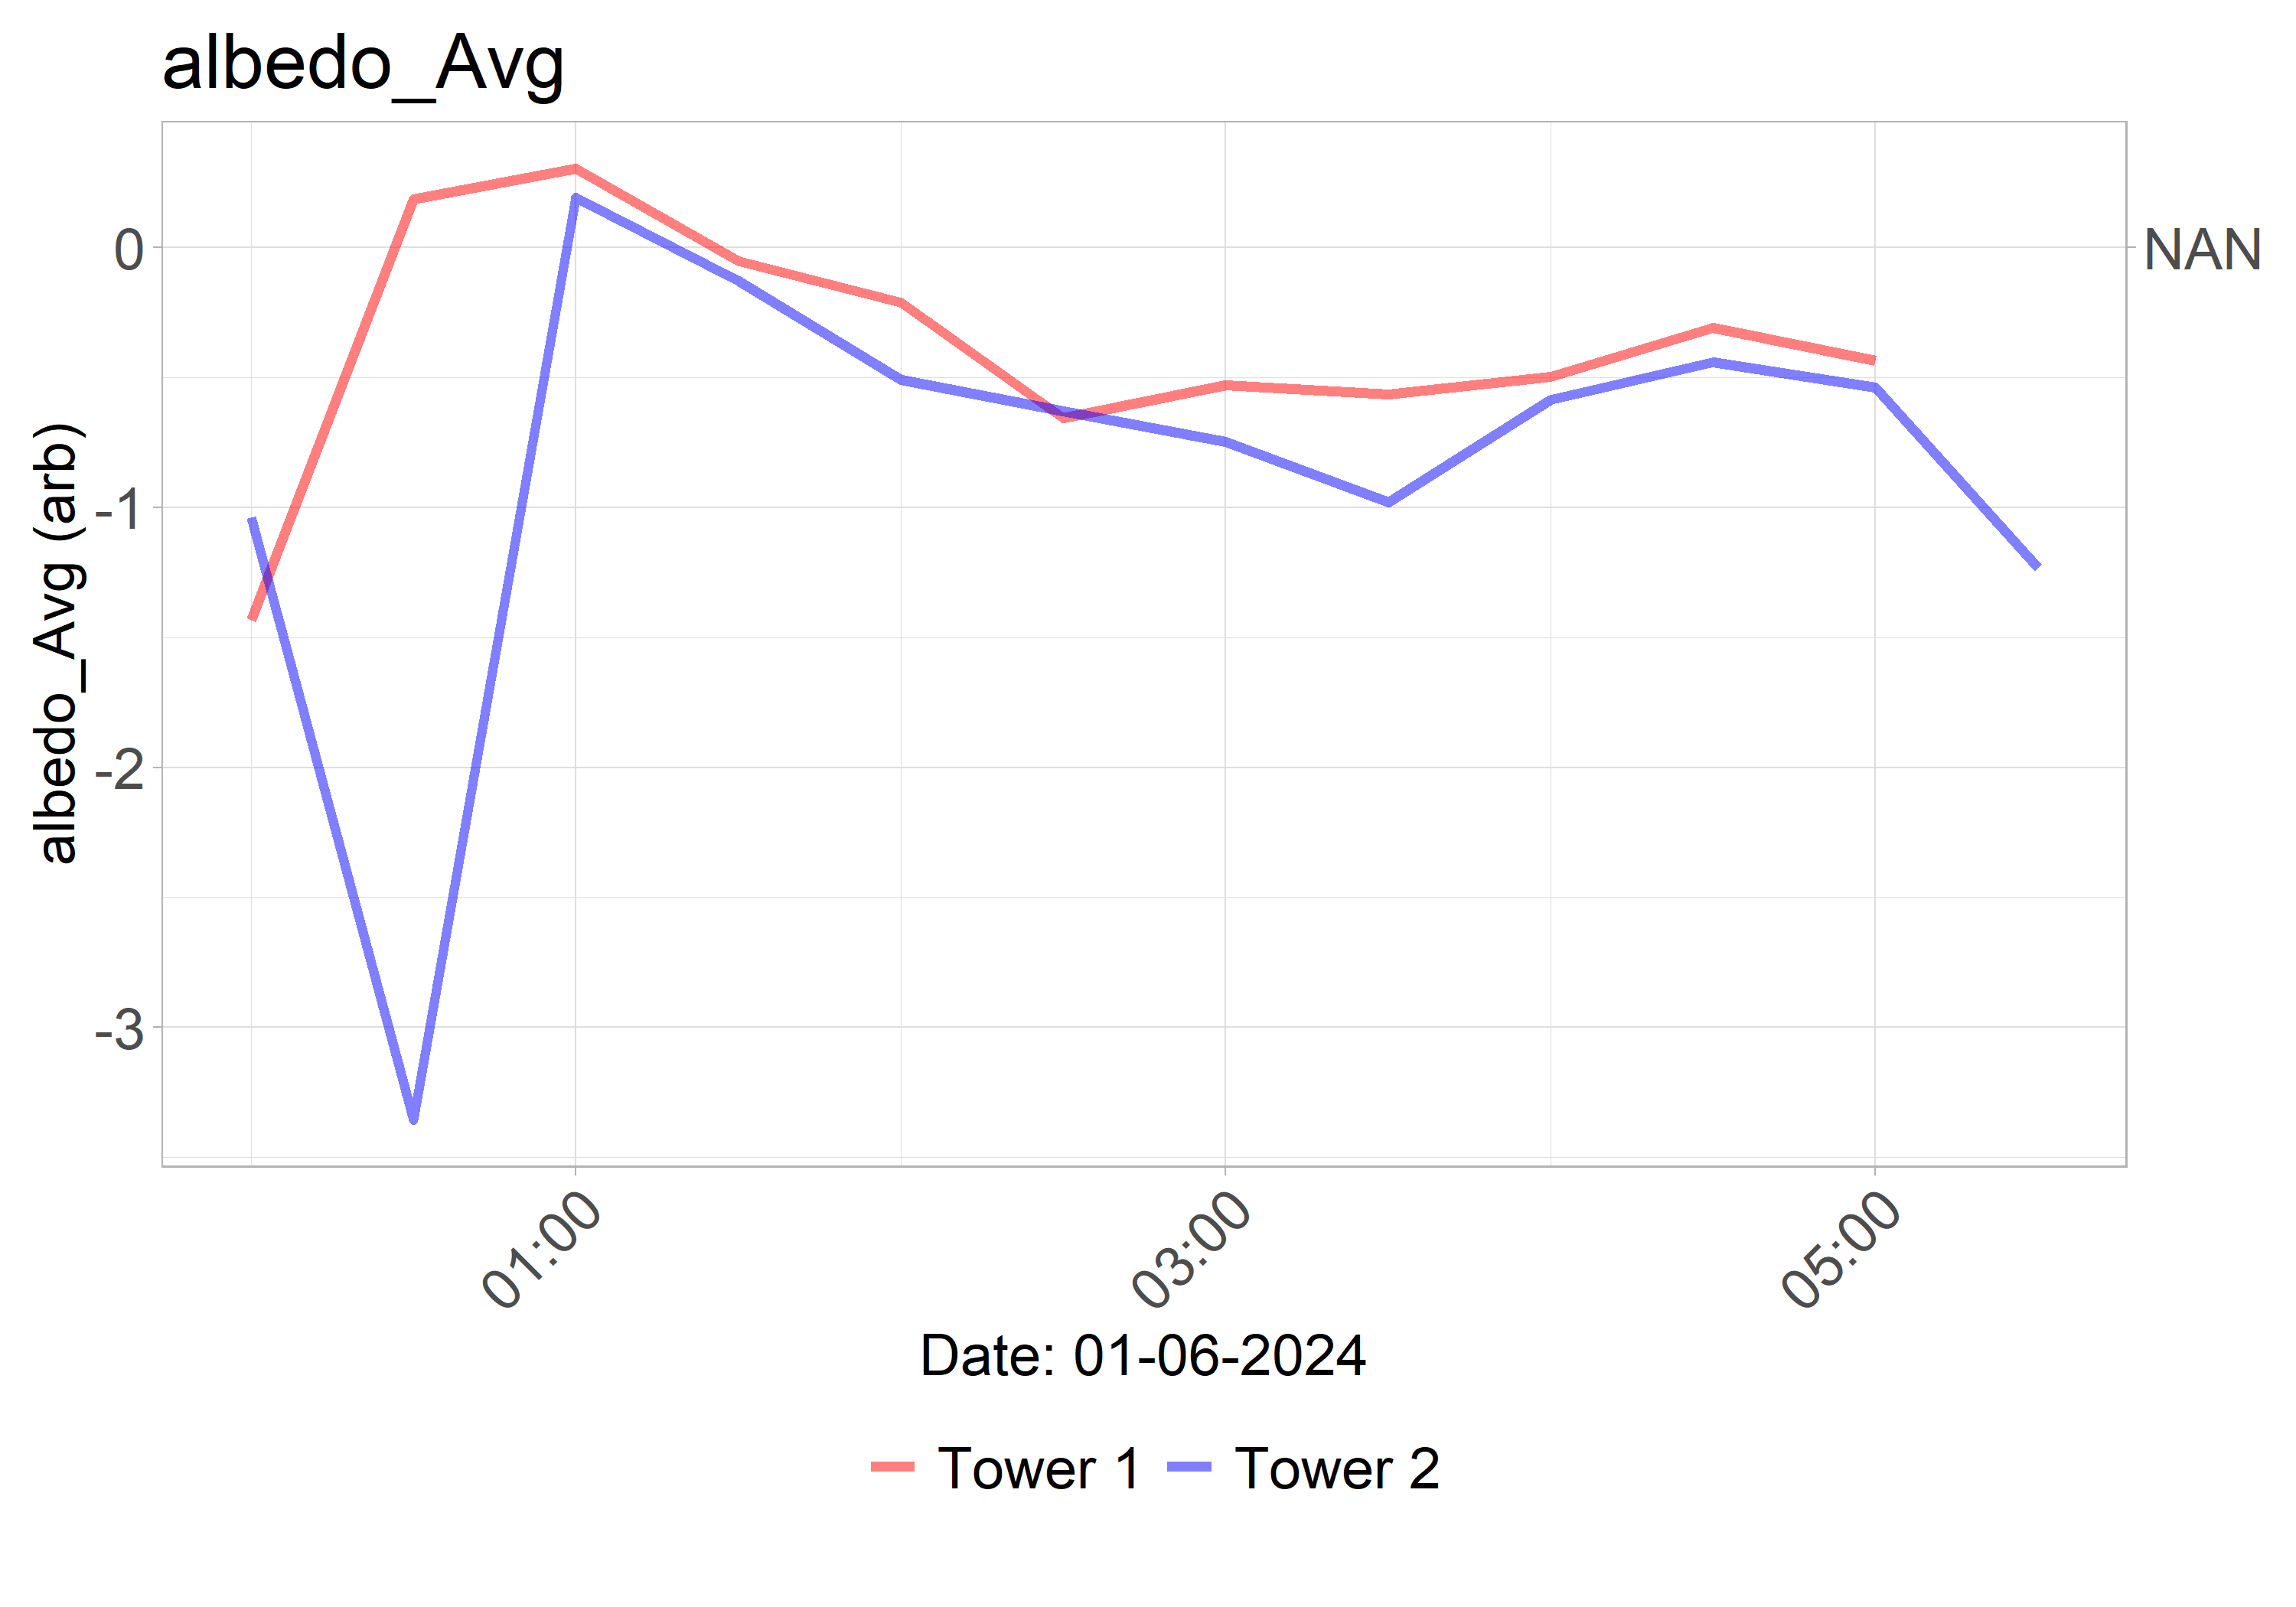 albedo_Avg
albedo_Avg (arb)
0
-1
-2
-3
NAN
01:00
03:00
05:00
Date: 01-06-2024
Tower 1
Tower 2